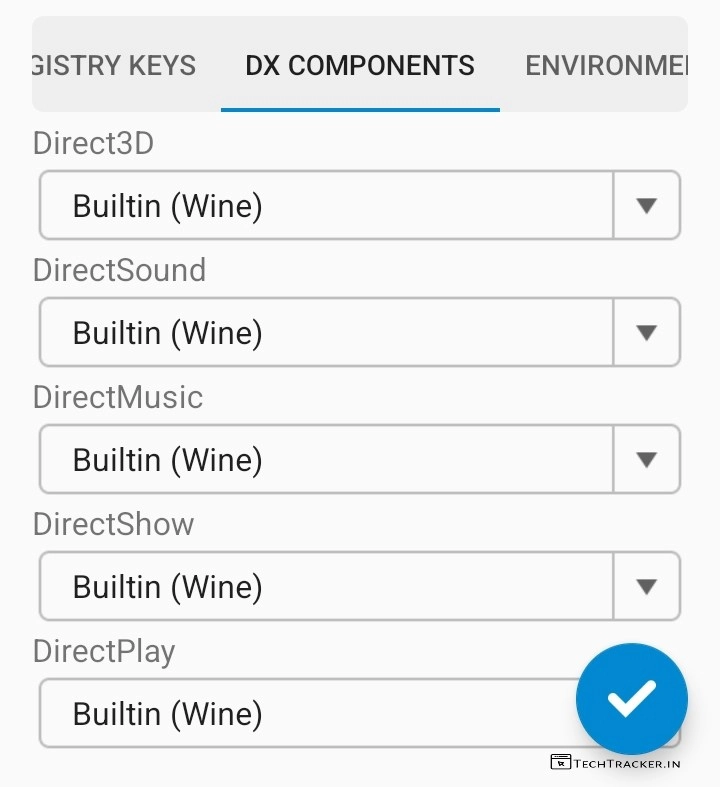 GISTRY KEYS DX COMPONENTS ENVIRONME
Direct3D
Builtin (Wine)
DirectSound
Builtin (Wine)
DirectMusic
Builtin (Wine)
DirectShow
Builtin (Wine)
DirectPlay
Builtin (Wine)
TECHTRACKER.IN